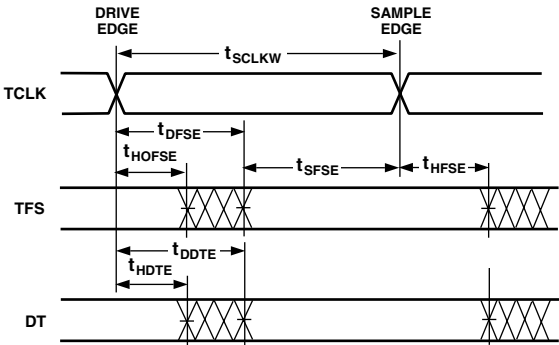 DRIVE EDGE
SAMPLE EDGE
tSCLKW
TCLK
tDFSE
tHOFSE
tSFSE
tHFSE
TFS
tDDTE
tHDTE
DT